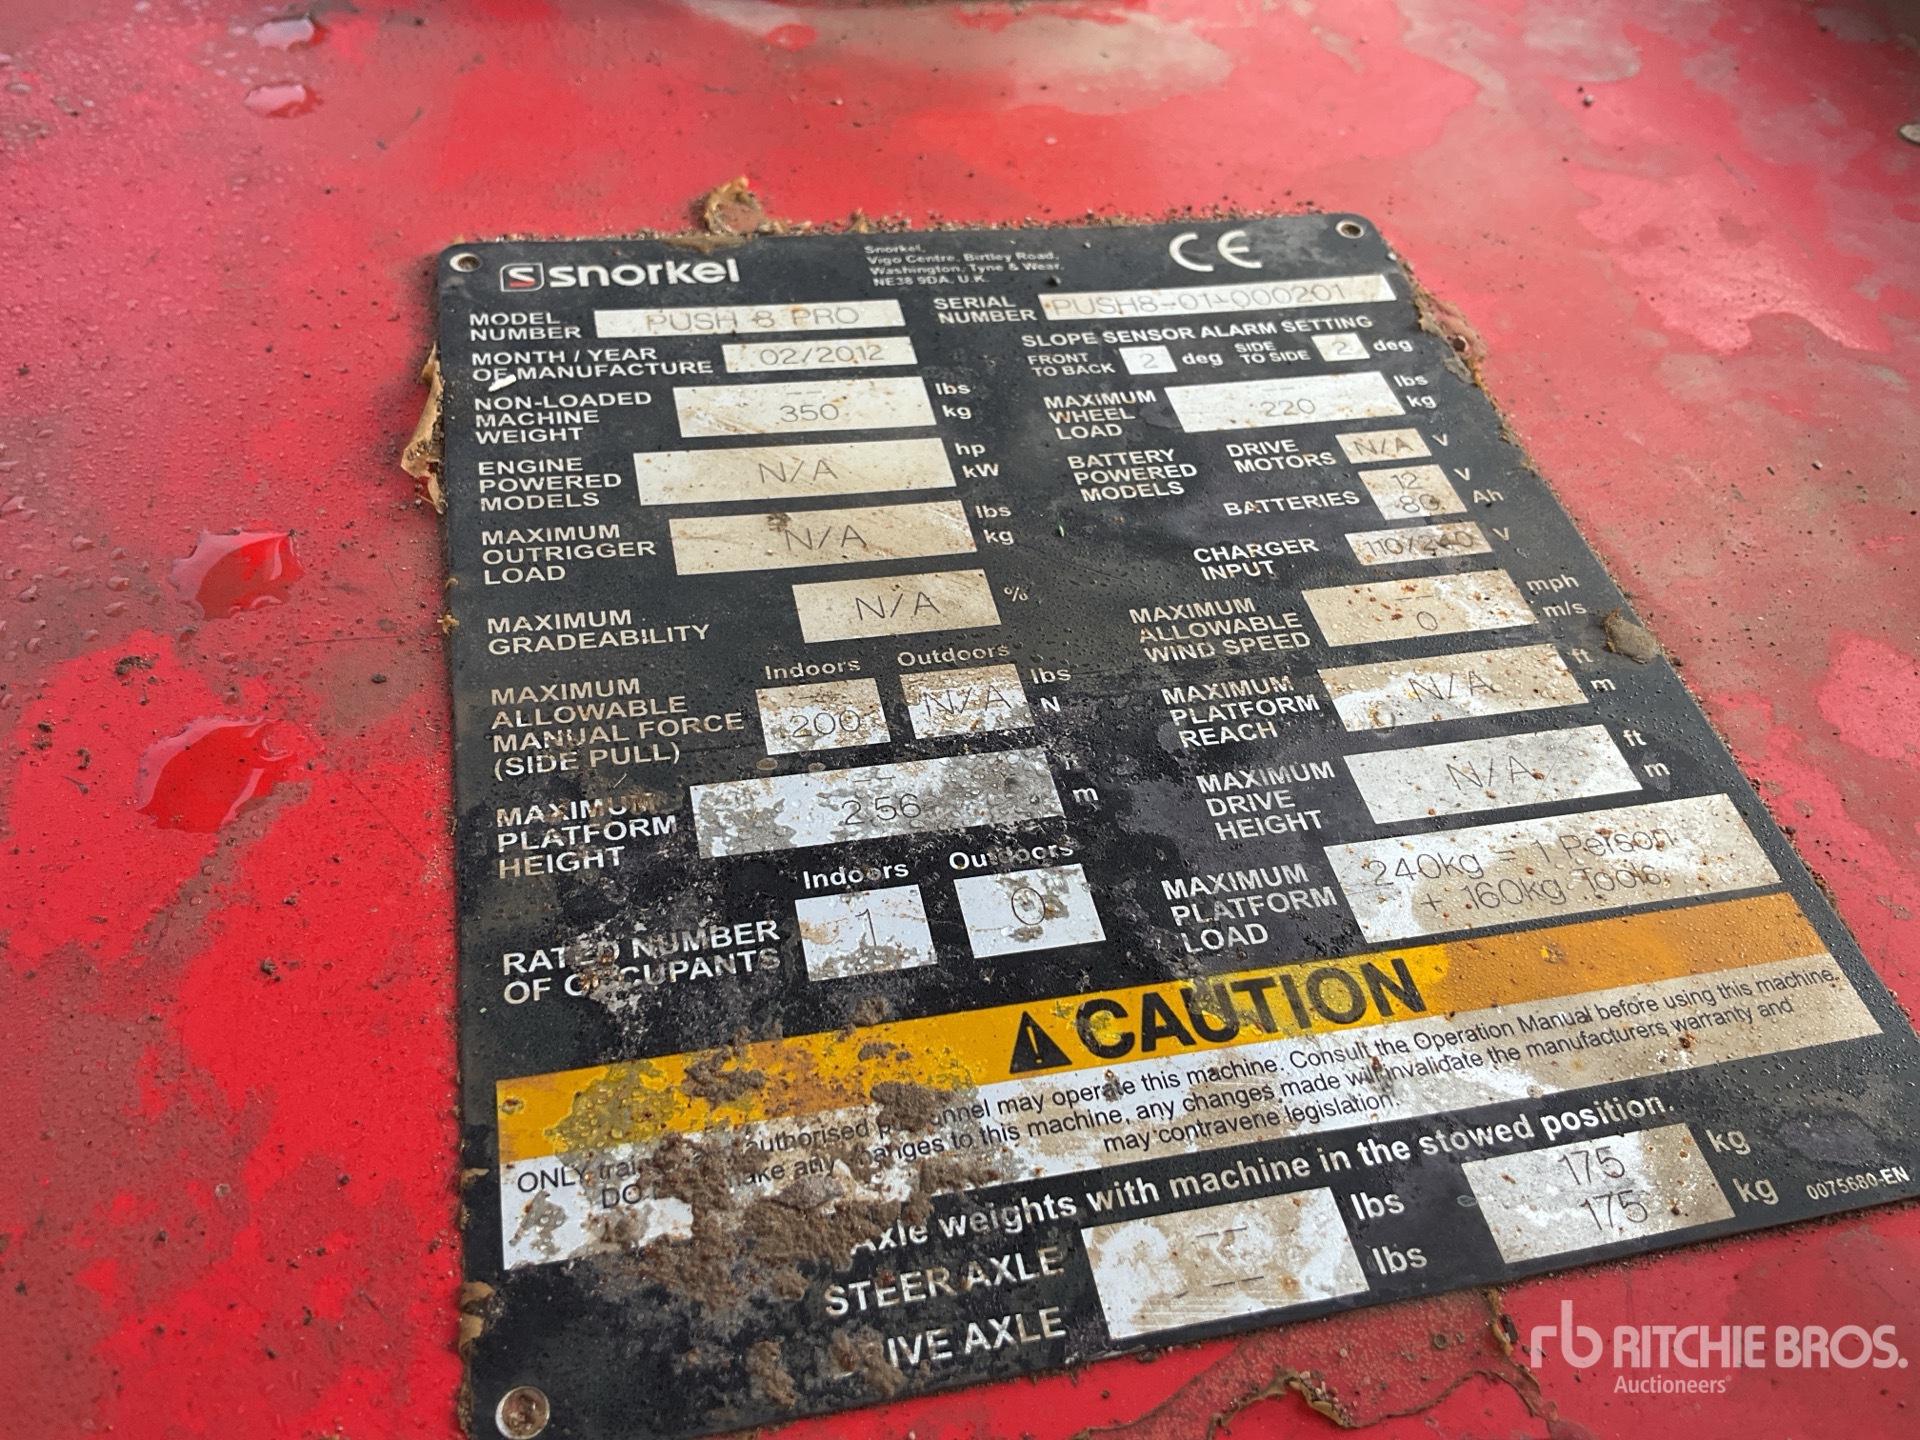 snorkel
Snorkel,
Vigo Centre, Birtley Road,
Washington, Tyne & Wear,
NE38 9DA, U.K.
CE
MODEL NUMBER PUSH 8 PRO
SERIAL NUMBER PUSH8-01-000201
MONTH / YEAR OF MANUFACTURE 02/2012
SLOPE SENSOR ALARM SETTING
FRONT TO BACK 2 deg SIDE TO SIDE 2 deg
NON-LOADED MACHINE WEIGHT -- lbs
350 kg
MAXIMUM WHEEL LOAD -- lbs
220 kg
ENGINE POWERED MODELS N/A hp kW
BATTERY POWERED MODELS DRIVE MOTORS N/A V
BATTERIES 12 V
80 Ah
MAXIMUM OUTRIGGER LOAD N/A lbs kg
CHARGER INPUT 110/240 V
MAXIMUM GRADEABILITY N/A %
MAXIMUM ALLOWABLE WIND SPEED -- mph
0 m/s
Indoors Outdoors
MAXIMUM ALLOWABLE MANUAL FORCE (SIDE PULL) -- 200 N/A lbs N
MAXIMUM PLATFORM REACH N/A ft m
MAXIMUM PLATFORM HEIGHT -- ft
2.56 m
MAXIMUM DRIVE HEIGHT N/A ft m
Indoors Outdoors
RATED NUMBER OF OCCUPANTS 1 0
MAXIMUM PLATFORM LOAD 240kg = 1 Person
+ 160kg Tools
CAUTION
ONLY authorised may operate this machine. Consult the Operation Manual before using this machine.
DO any changes to this machine, any changes made will invalidate the manufacturers warranty and
may contravene legislation.
Axle weights with machine in the stowed position.
STEER AXLE -- lbs 175 kg
DRIVE AXLE -- lbs 175 kg
0075680-EN
rb RITCHIE BROS.
Auctioneers